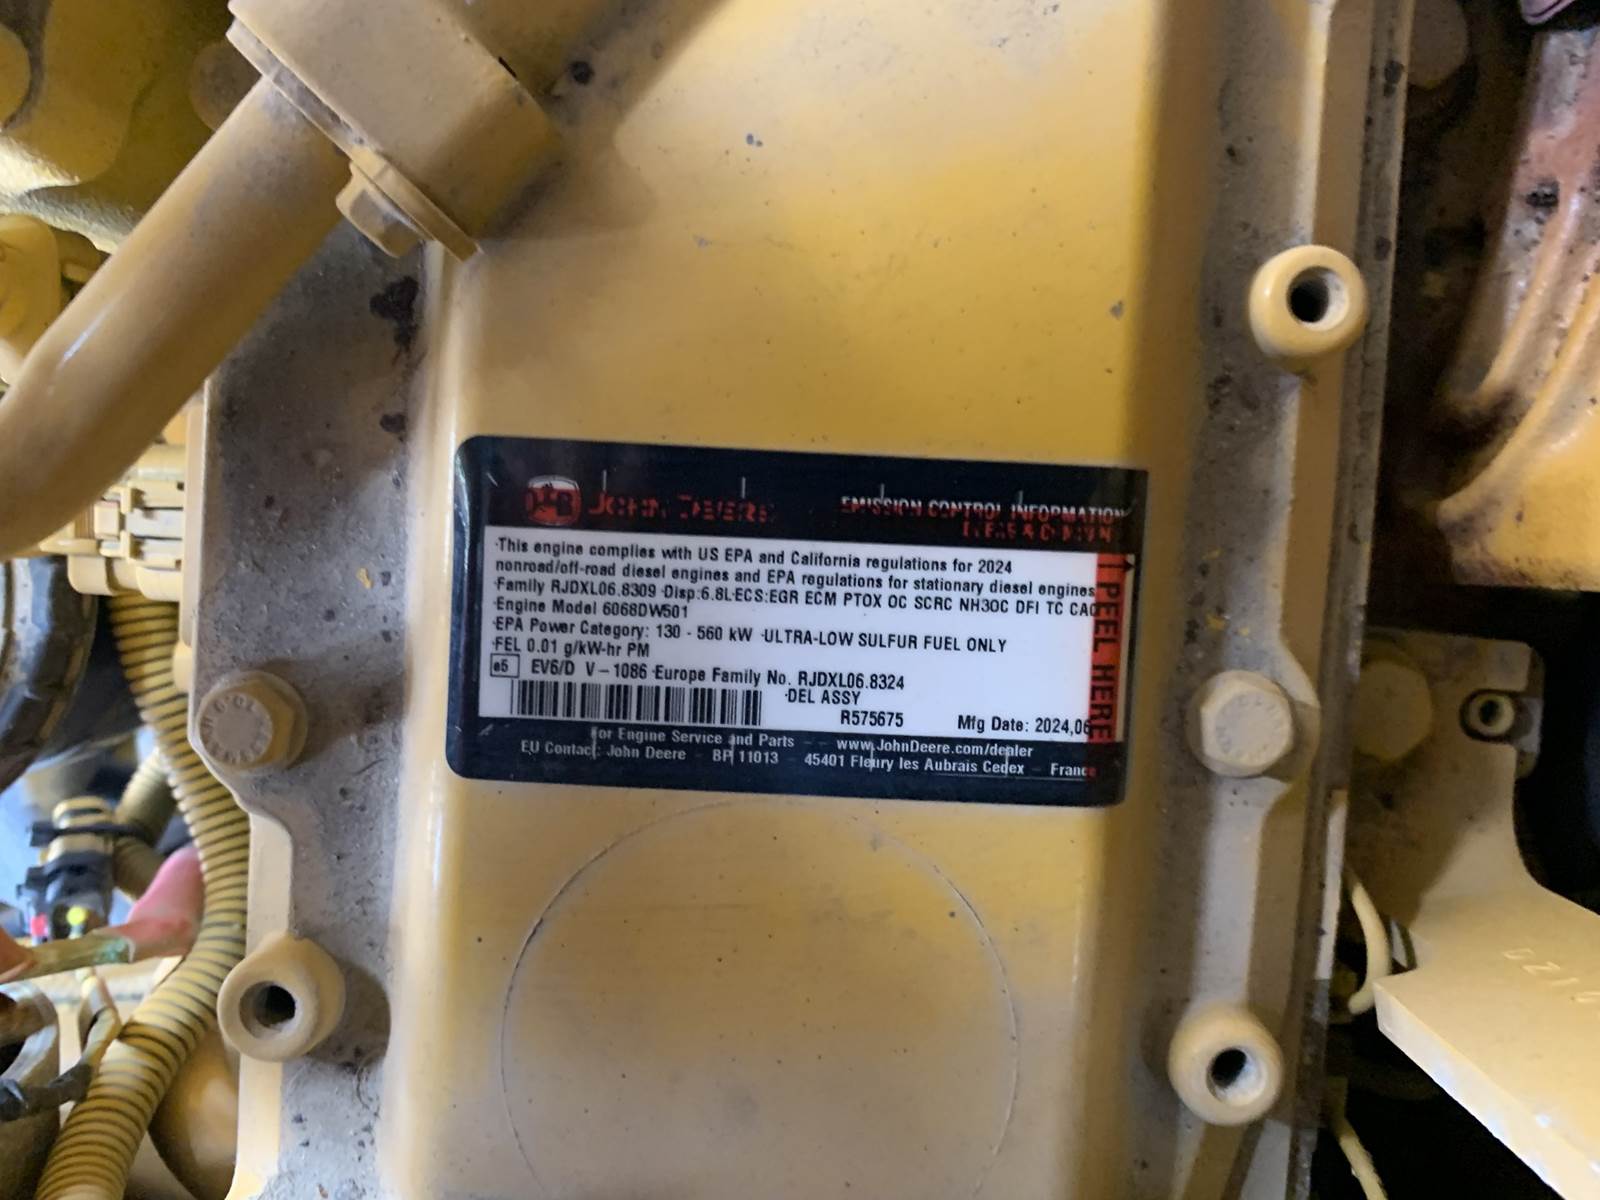 JOHN DEERE
EMISSION CONTROL INFORMATION
·This engine complies with US EPA and California regulations for 2024
nonroad/off-road diesel engines and EPA regulations for stationary diesel engines
·Family RJDXL06.8309 ·Disp:6.8L·ECS:EGR ECM PTOX OC SCRC NH3OC DFI TC CAC
·Engine Model 6068DW501
·EPA Power Category: 130 - 560 kW ·ULTRA-LOW SULFUR FUEL ONLY
·FEL 0.01 g/kW-hr PM
e5 EV6/D V-1086 ·Europe Family No. RJDXL06.8324
·DEL ASSY
R575675 Mfg Date: 2024,06
PEEL HERE
For Engine Service and Parts - - www.JohnDeere.com/dealer
EU Contact: John Deere - BP 11013 - 45401 Fleury les Aubrais Cedex - France
10.9